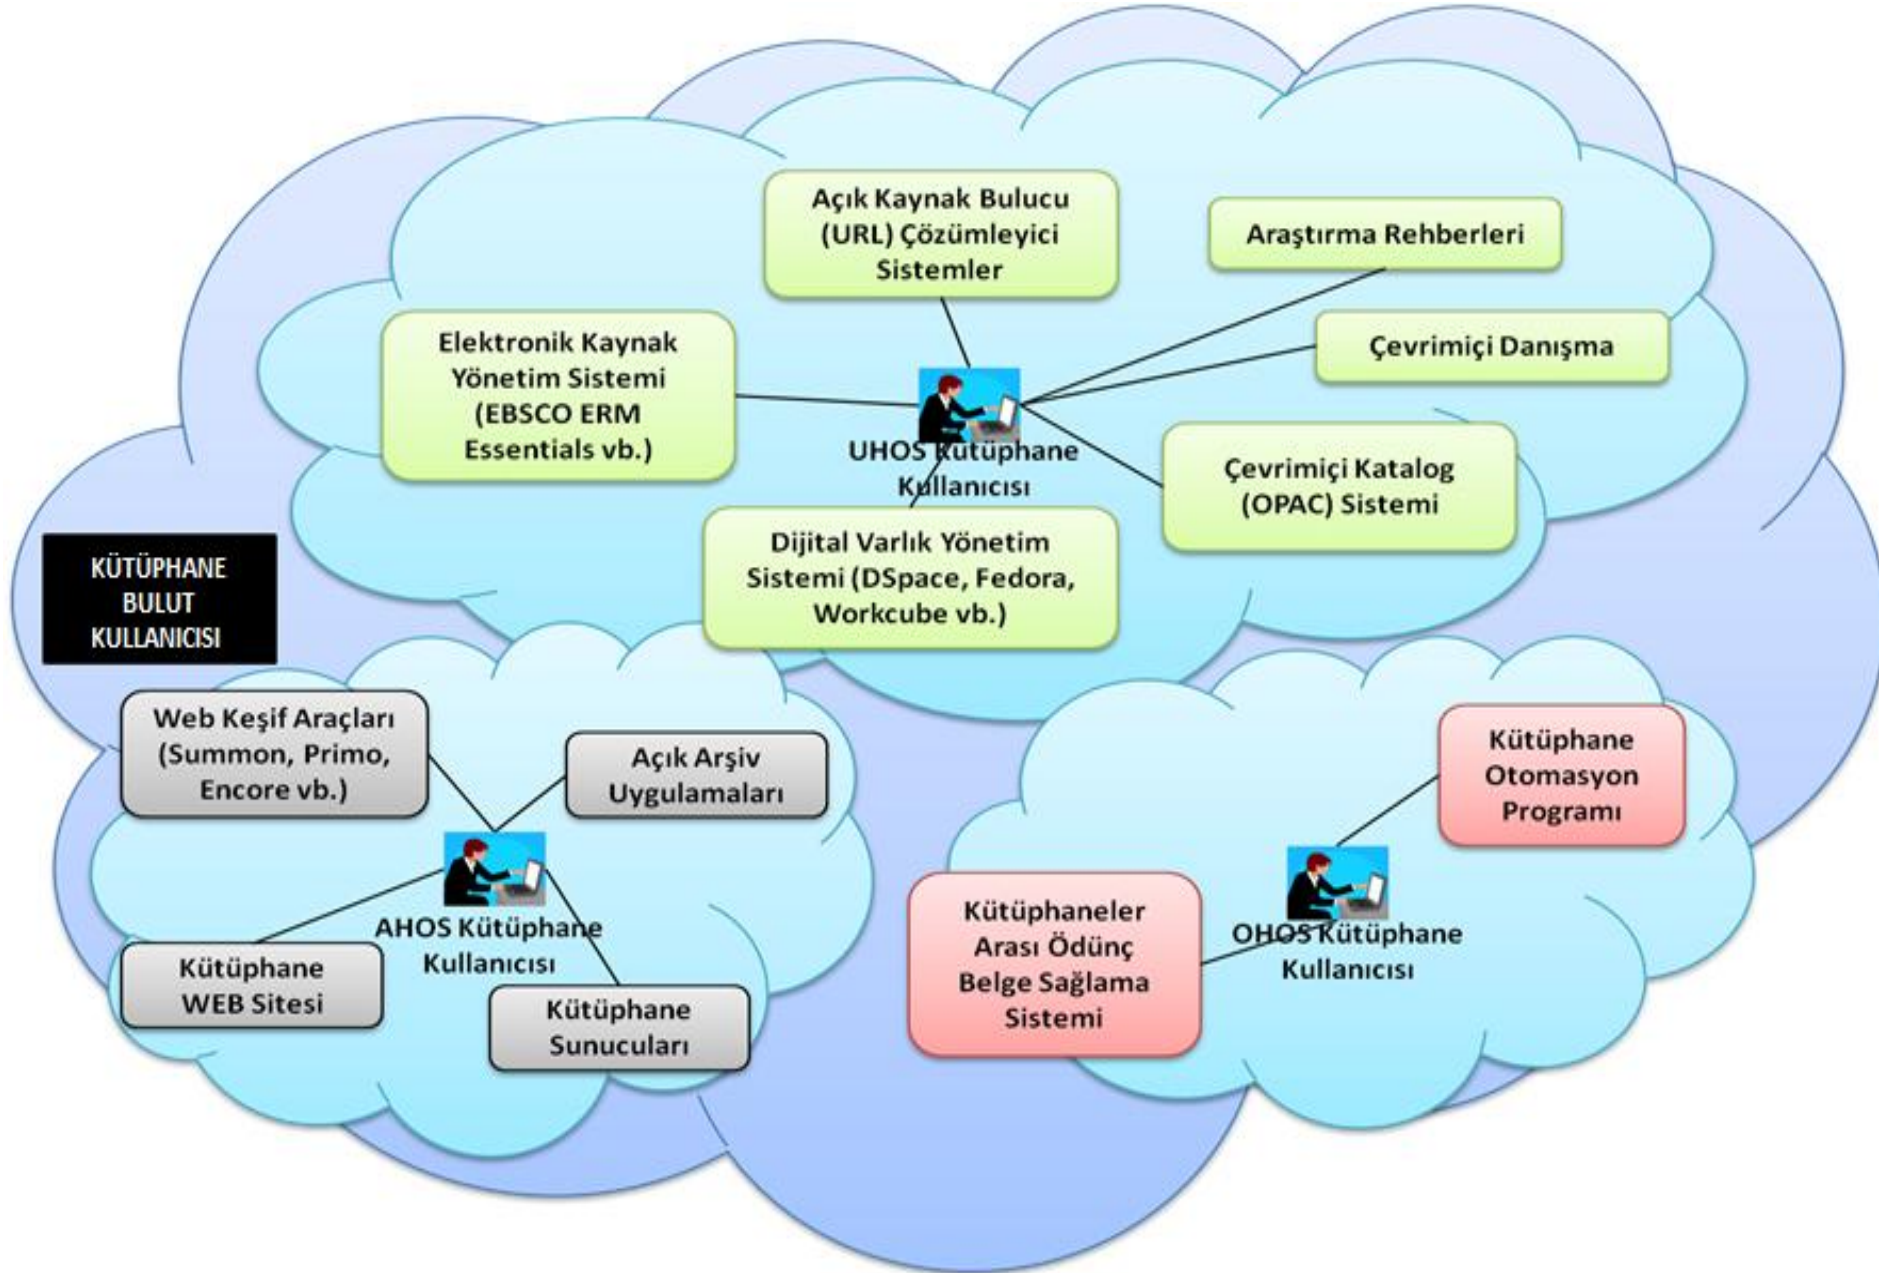 Açık Kaynak Bulucu
(URL) Çözümleyici
Sistemler
Araştırma Rehberleri
Elektronik Kaynak
Yönetim Sistemi
(EBSCO ERM
Essentials vb.)
Çevrimiçi Danışma
UHOS Kütüphane
Kullanıcısı
Çevrimiçi Katalog
(OPAC) Sistemi
Dijital Varlık Yönetim
Sistemi (DSpace, Fedora,
Workcube vb.)
KÜTÜPHANE
BULUT
KULLANICISI
Web Keşif Araçları
(Summon, Primo,
Encore vb.)
Açık Arşiv
Uygulamaları
AHOS Kütüphane
Kullanıcısı
Kütüphane
WEB Sitesi
Kütüphane
Sunucuları
Kütüphane
Otomasyon
Programı
Kütüphaneler
Arası Ödünç
Belge Sağlama
Sistemi
OHOS Kütüphane
Kullanıcısı